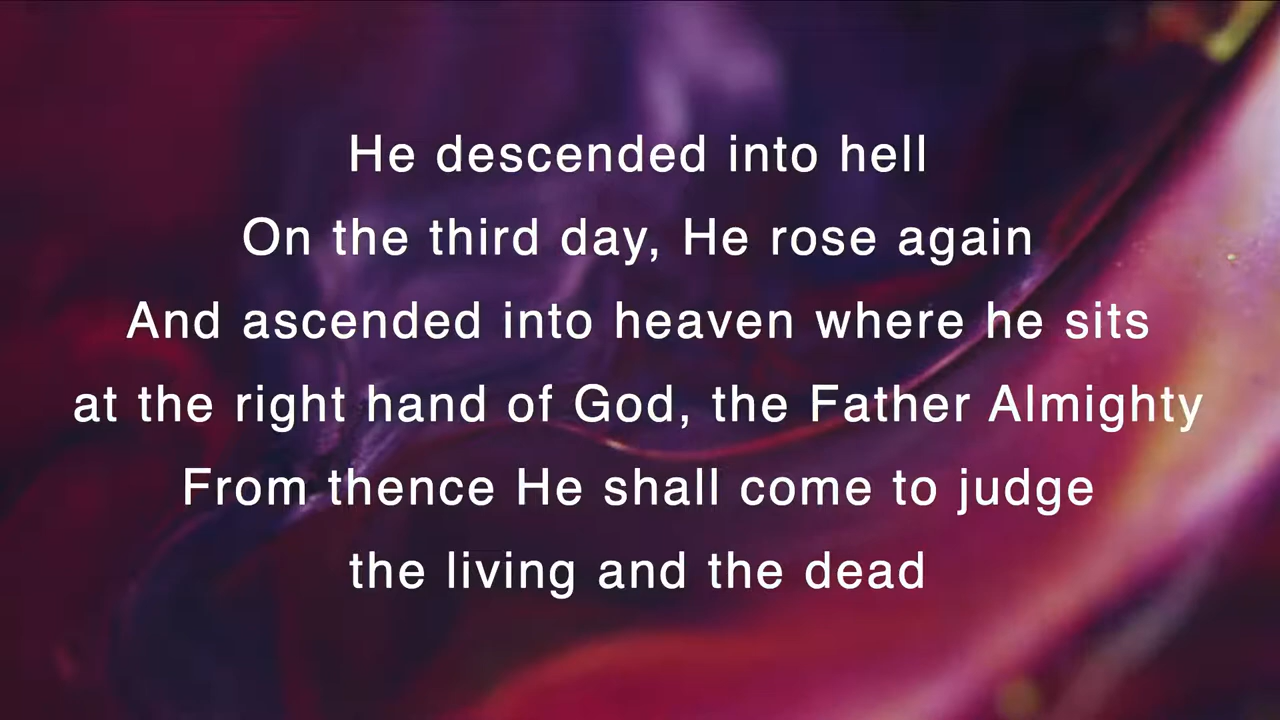 He descended into hell
On the third day, He rose again
And ascended into heaven where he sits
at the right hand of God, the Father Almighty
From thence He shall come to judge
the living and the dead